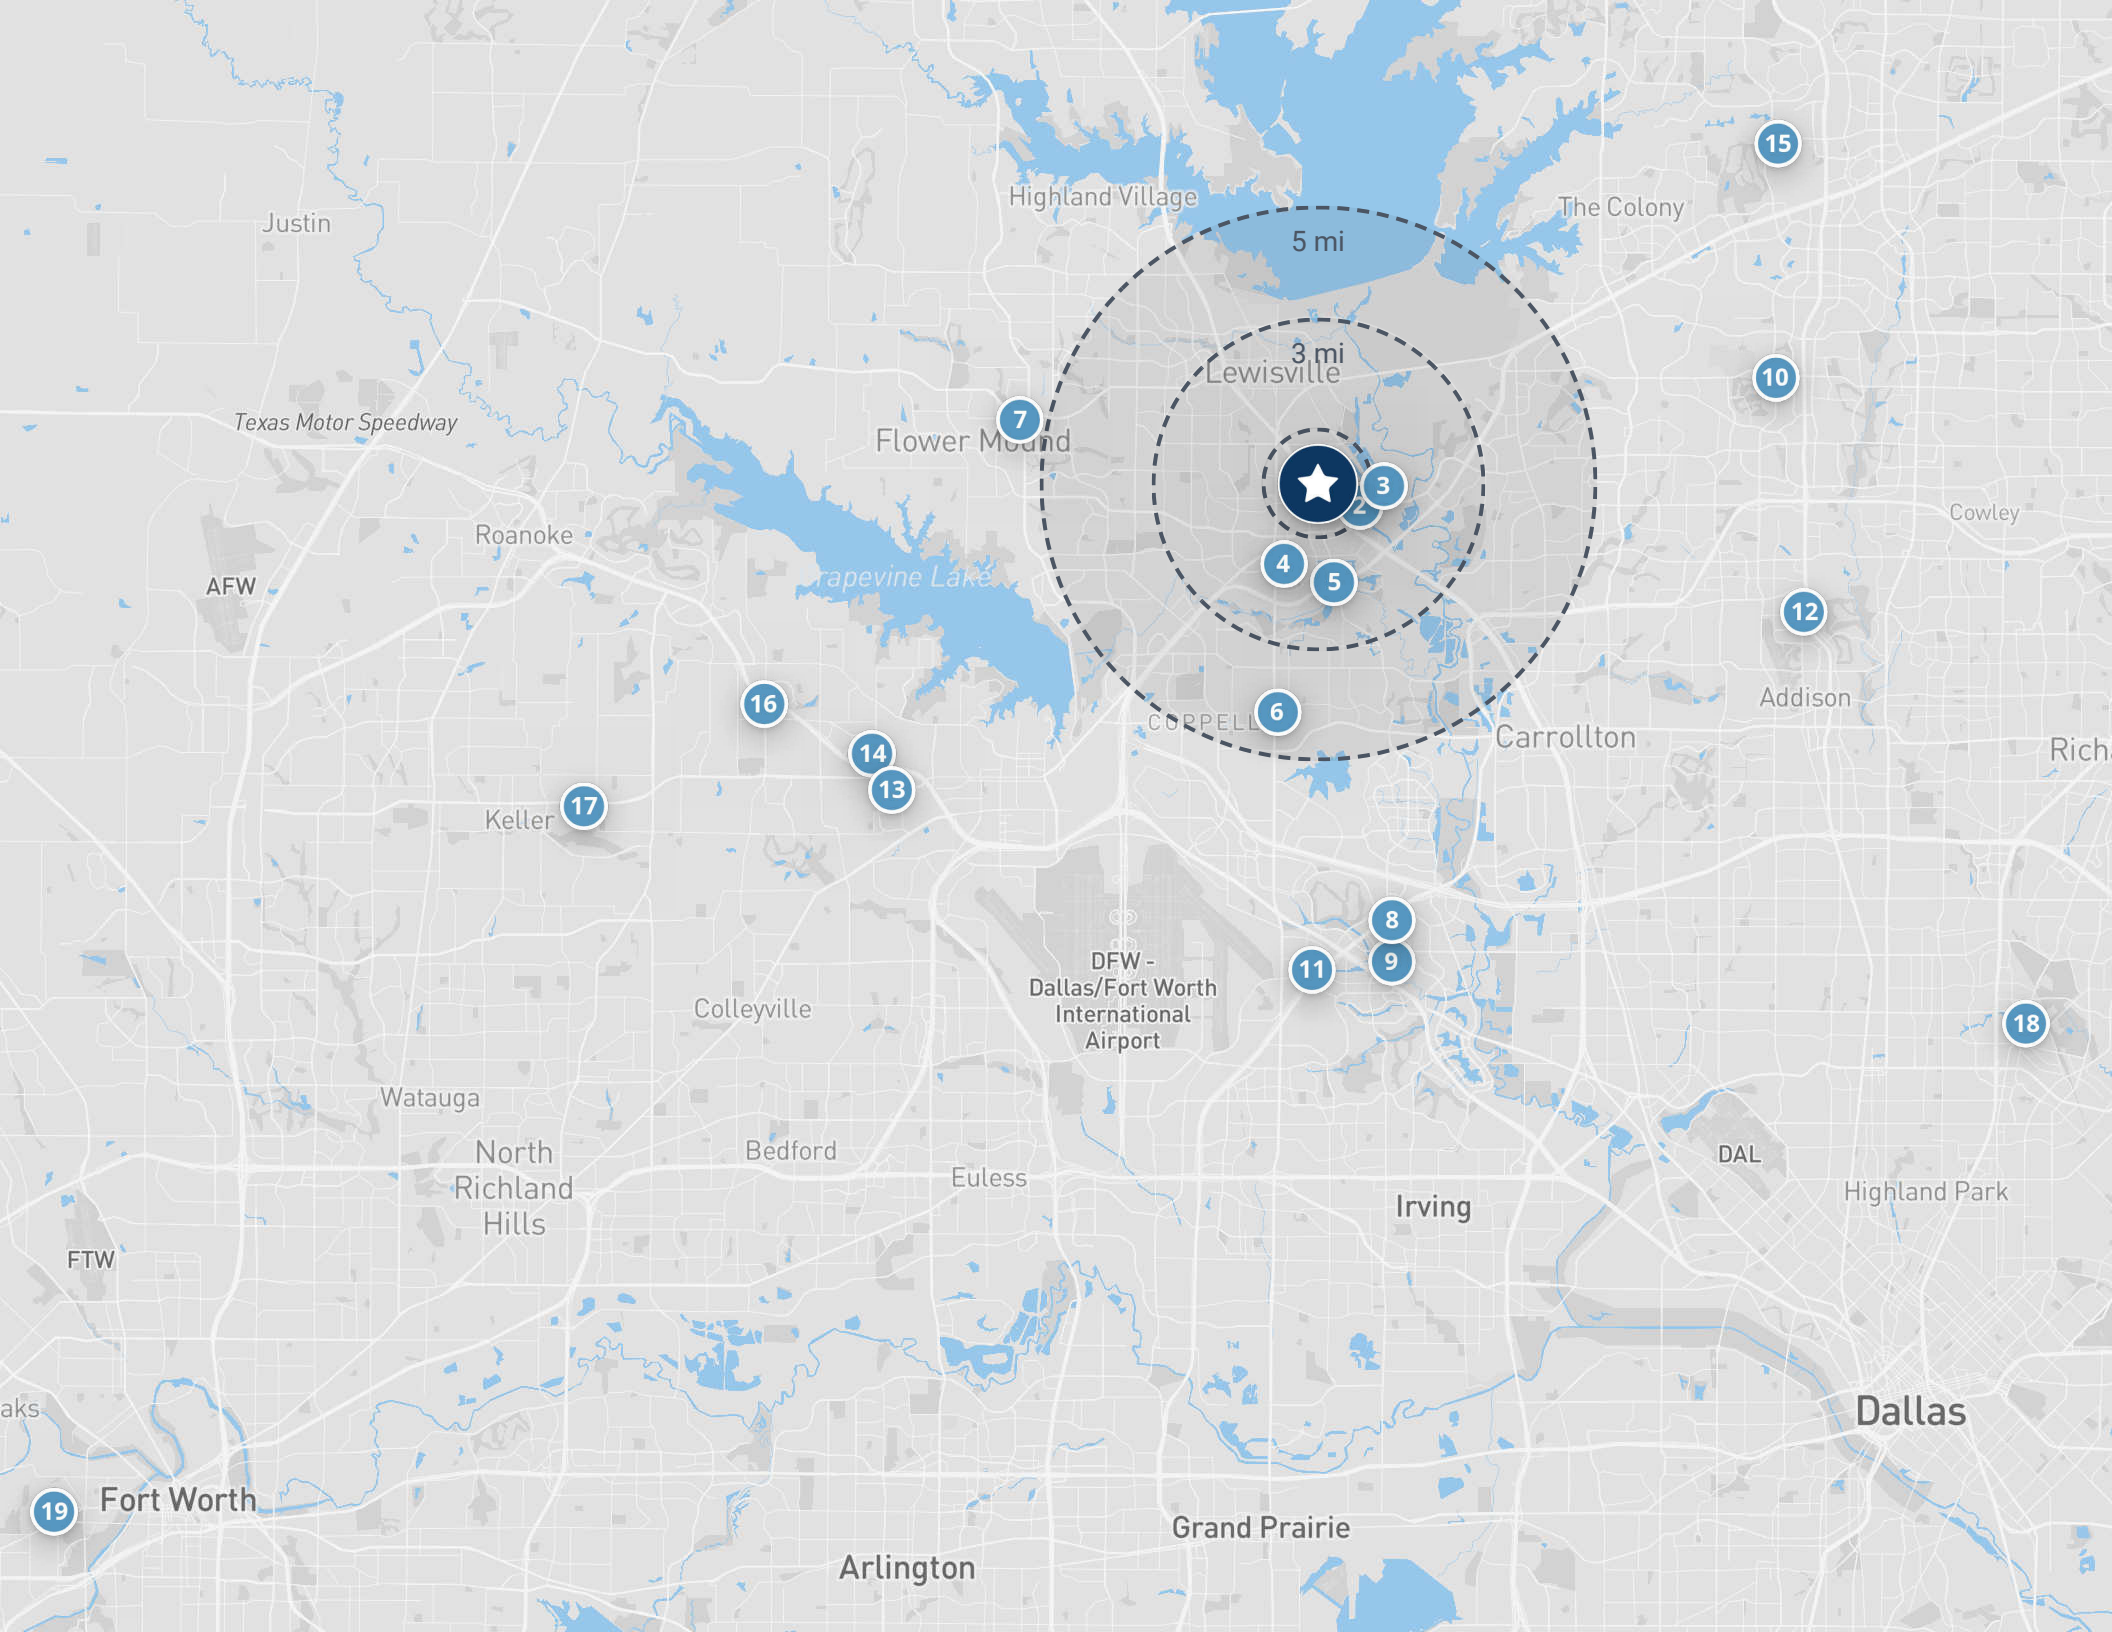 15
Highland Village
The Colony
Justin
5 mi
3 mi
Lewisville
10
Texas Motor Speedway
7
Flower Mound
3
2
Cowley
Roanoke
4
5
AFW
rapevine Lake
12
Addison
16
6
COPPELL
Carrollton
14
13
Rich
17
Keller
8
9
11
DFW -
Dallas/Fort Worth
International
Airport
Colleyville
18
Watauga
North
Richland
Hills
Bedford
Euless
DAL
Highland Park
Irving
FTW
aks
Dallas
Fort Worth
19
Grand Prairie
Arlington